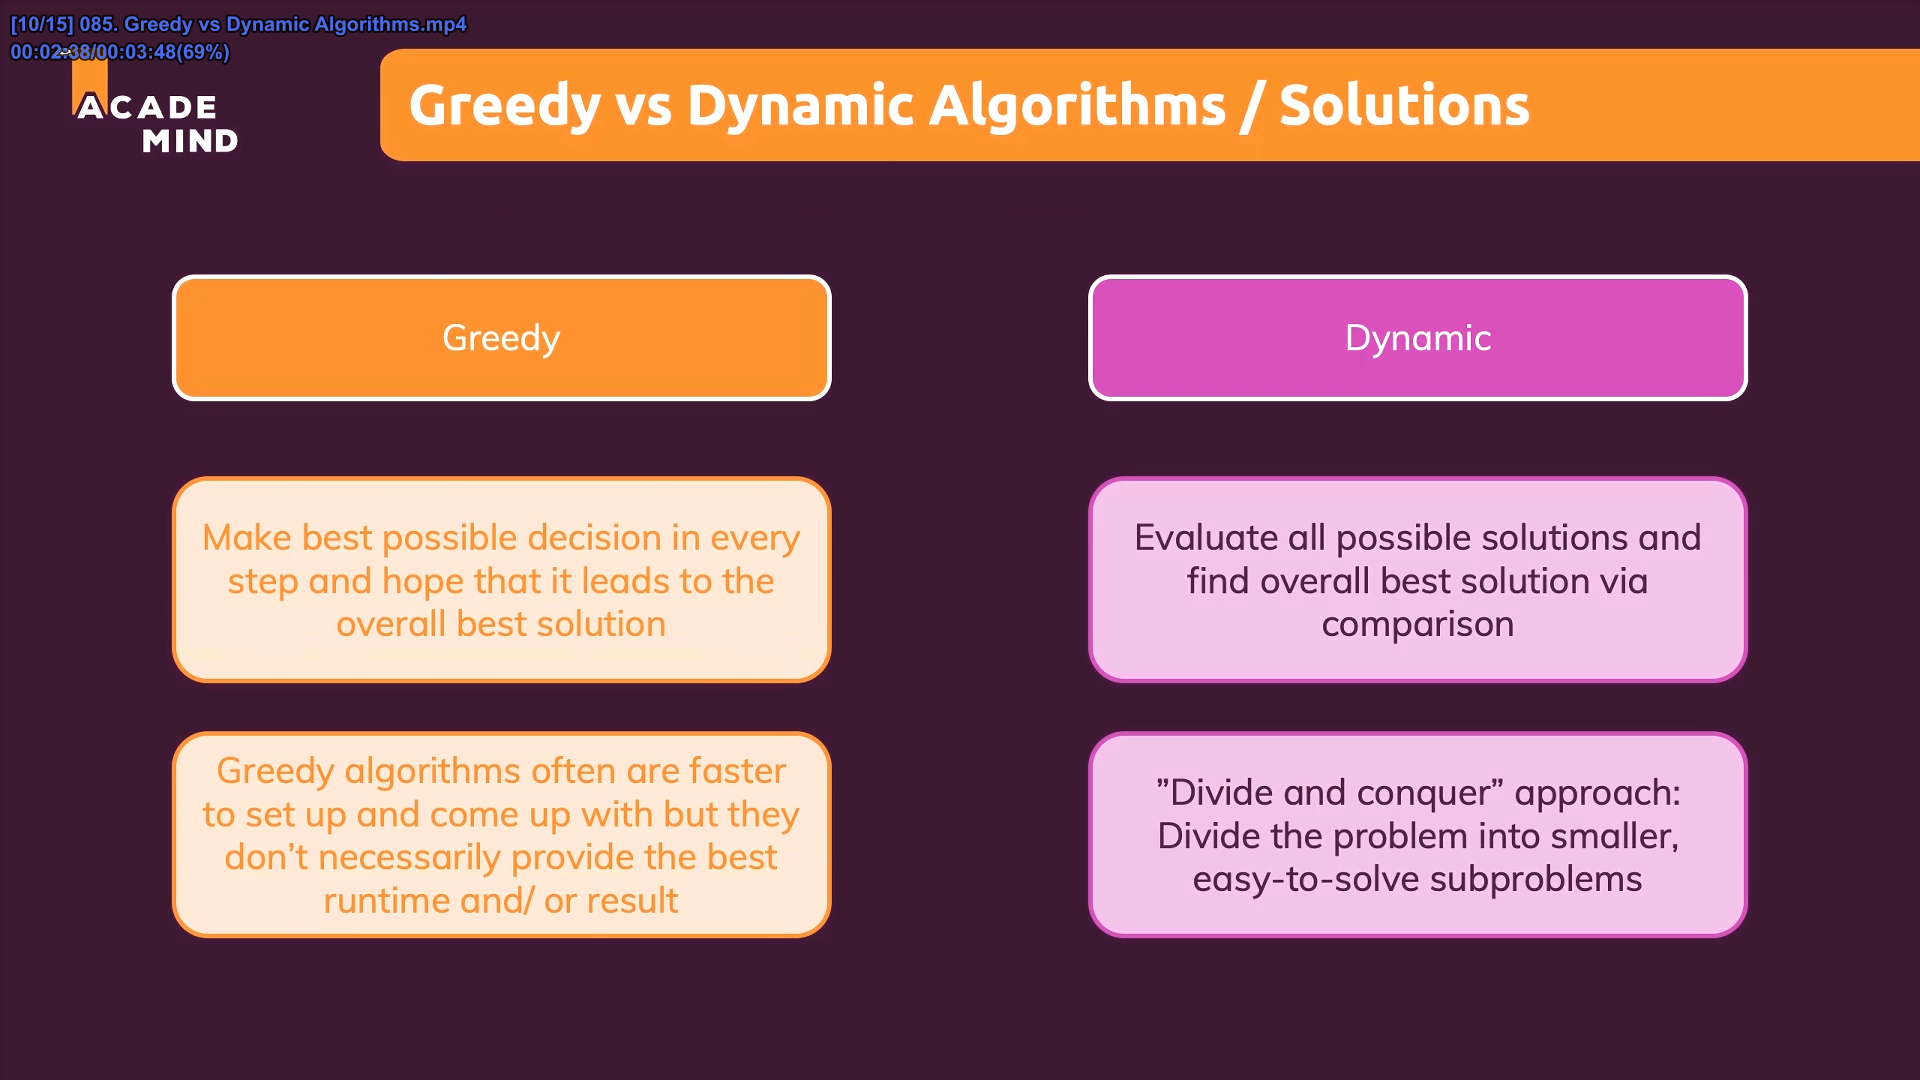 [10/15] 085. Greedy vs Dynamic Algorithms.mp4
00:02:38/00:03:48(69%)
ACADE
MIND
Greedy vs Dynamic Algorithms / Solutions
Greedy
Make best possible decision in every
step and hope that it leads to the
overall best solution
Greedy algorithms often are faster
to set up and come up with but they
don’t necessarily provide the best
runtime and/ or result
Dynamic
Evaluate all possible solutions and
find overall best solution via
comparison
”Divide and conquer” approach:
Divide the problem into smaller,
easy-to-solve subproblems